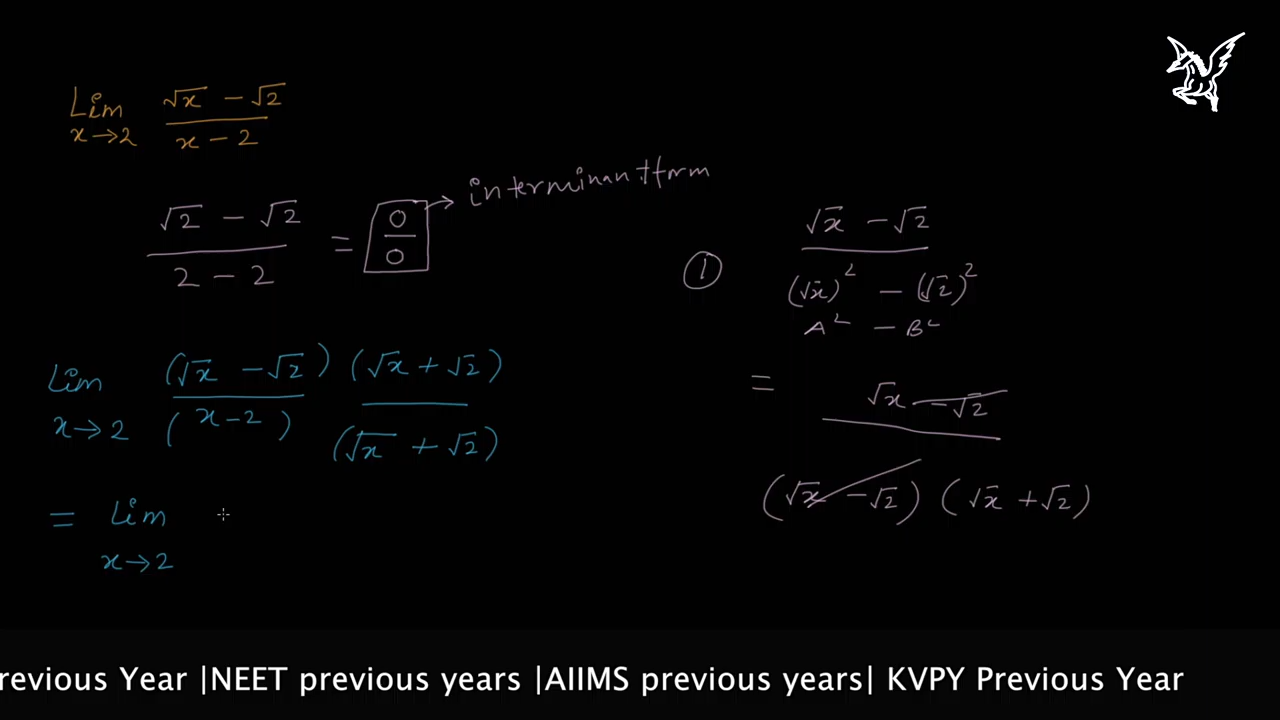 Lim x→2 (√x − √2)/(x − 2)
(√2 − √2)/(2 − 2) = 0/0 → interminant form
Lim x→2 (√x − √2)/(x − 2) (√x + √2)/(√x + √2)
= Lim x→2
① (√x − √2)/((√x)² − (√2)²)
A² − B²
= (√x − √2)/((√x − √2)(√x + √2))
revious Year |NEET previous years |AIIMS previous years| KVPY Previous Year